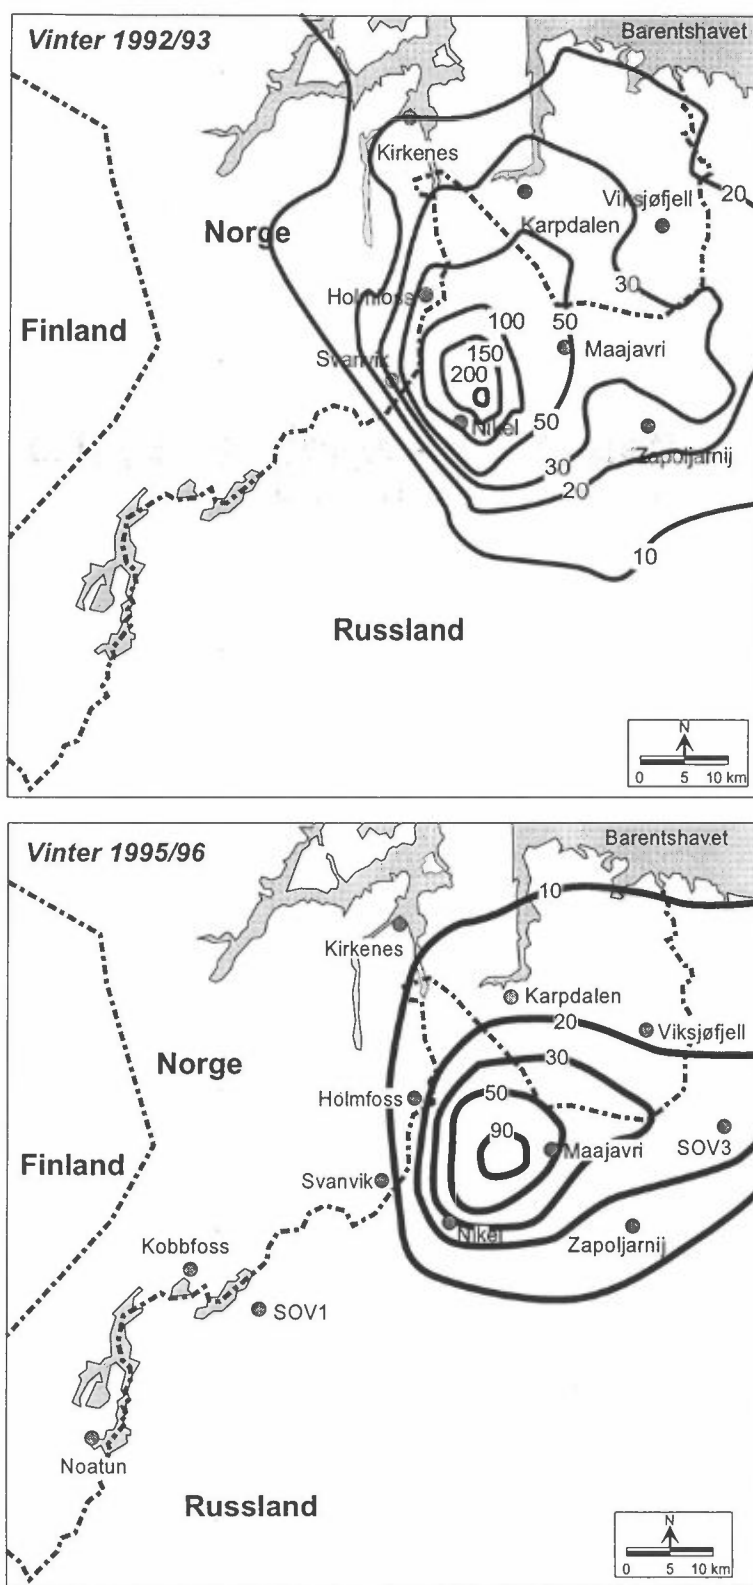 Vinter 1992/93
Barentshavet
Kirkenes
20
Norge
Karpdalen
Viksjøfjell
30
Holmfoss
Finland
100
50
150
Maajavri
Svanvik
200
Nikel
50
Zapoljarnij
30
20
10
Russland
N
0 5 10 km
Vinter 1995/96
Barentshavet
10
Kirkenes
Karpdalen
20
Viksjøfjell
Norge
30
50
Holmfoss
90
Maajavri
SOV3
Finland
Svanvik
Nikel
Zapoljarnij
Kobbfoss
SOV1
Noatun
Russland
N
0 5 10 km